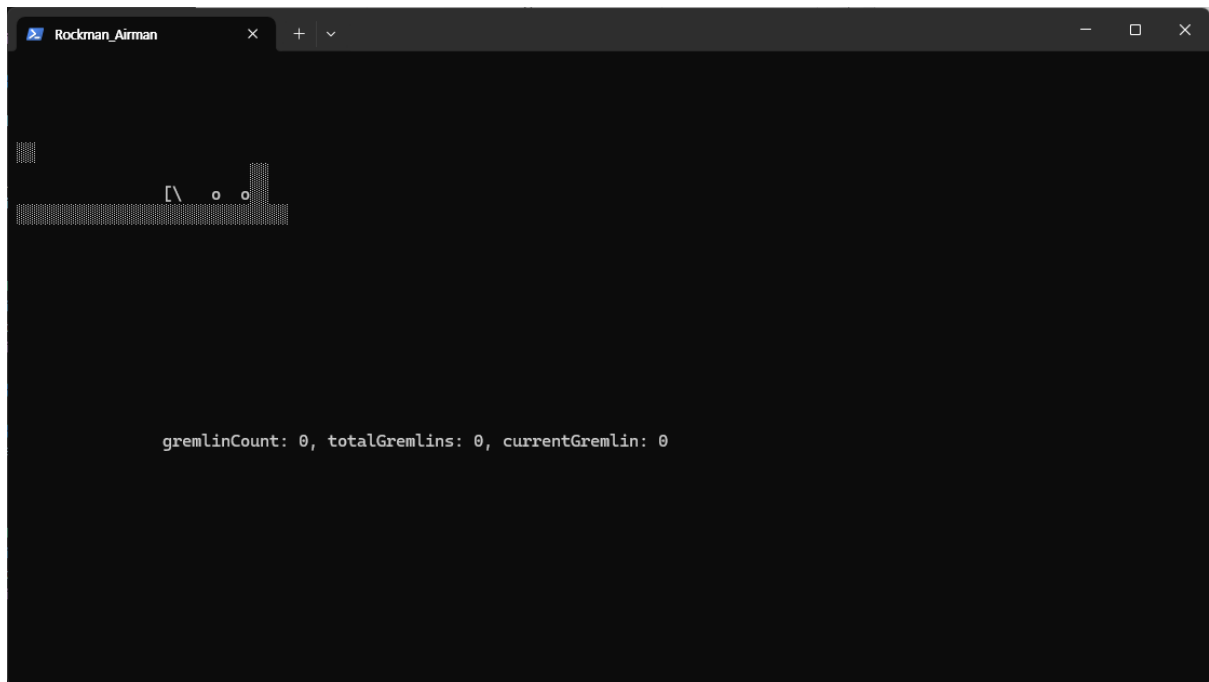 Rockman_Airman
[\   o  o
gremlinCount: 0, totalGremlins: 0, currentGremlin: 0